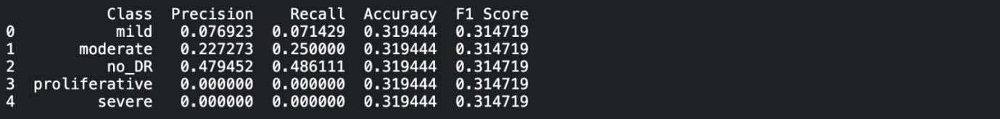 Class Precision Recall Accuracy F1 Score
0 mild 0.076923 0.071429 0.319444 0.314719
1 moderate 0.227273 0.250000 0.319444 0.314719
2 no_DR 0.479452 0.486111 0.319444 0.314719
3 proliferative 0.000000 0.000000 0.319444 0.314719
4 severe 0.000000 0.000000 0.319444 0.314719